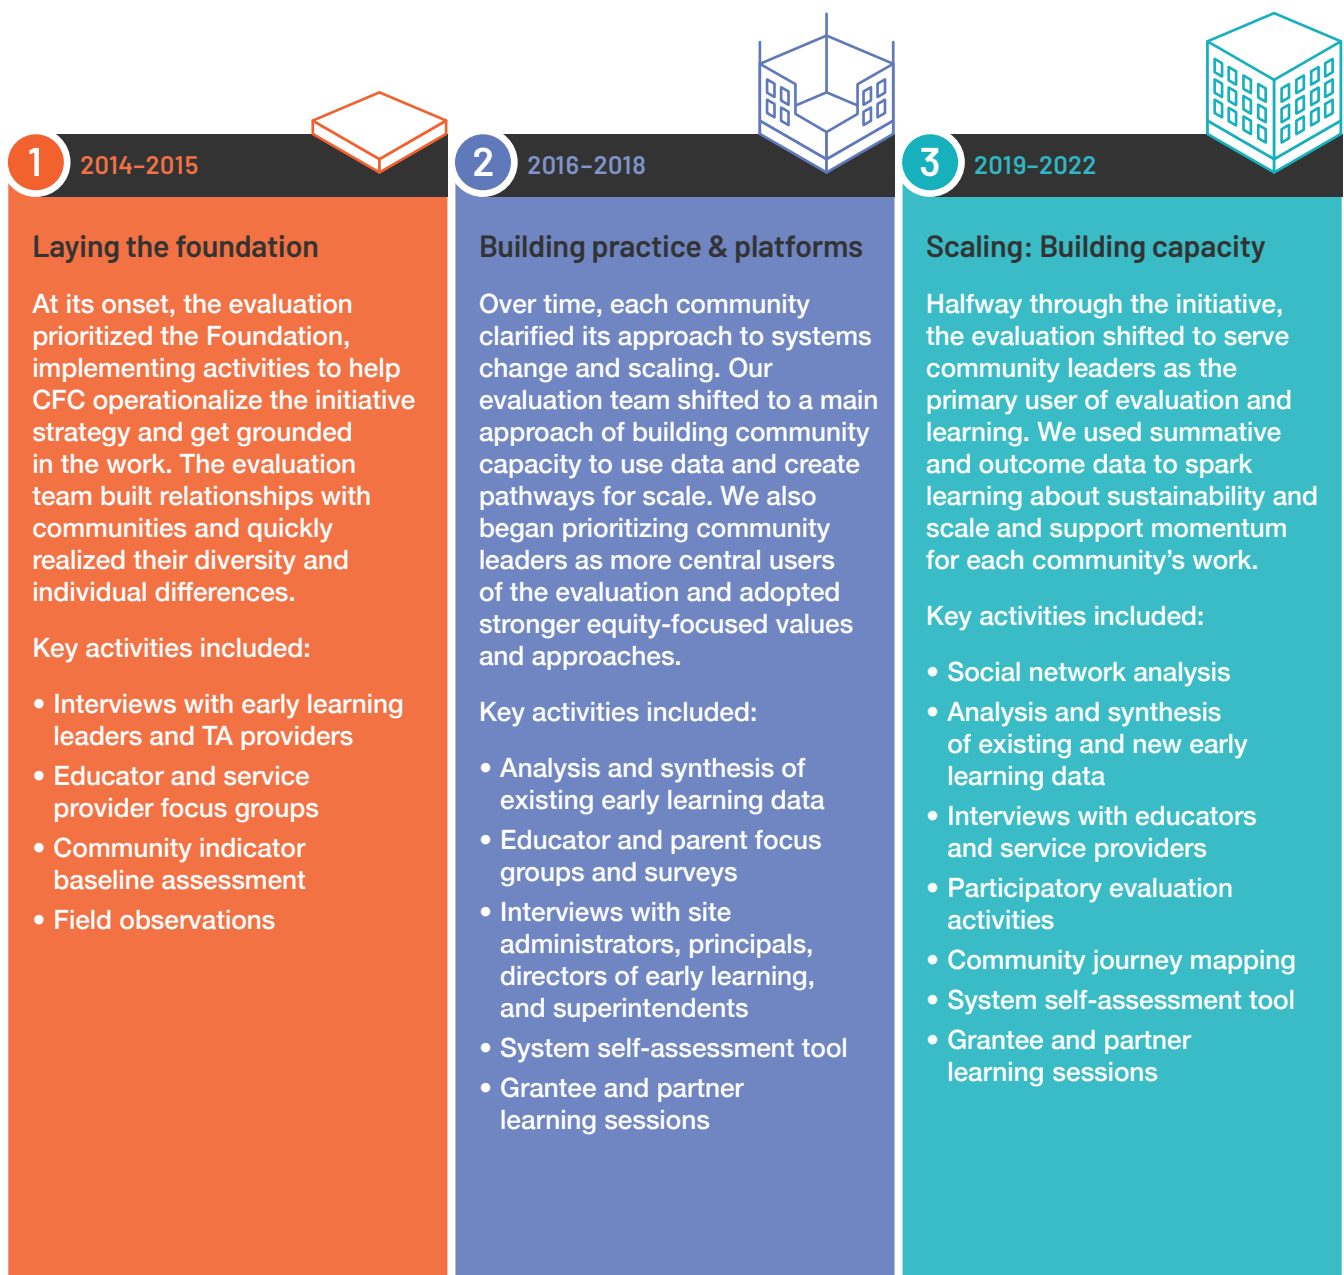 1
2014–2015
Laying the foundation
At its onset, the evaluation
prioritized the Foundation,
implementing activities to help
CFC operationalize the initiative
strategy and get grounded
in the work. The evaluation
team built relationships with
communities and quickly
realized their diversity and
individual differences.
Key activities included:
• Interviews with early learning
leaders and TA providers
• Educator and service
provider focus groups
• Community indicator
baseline assessment
• Field observations
2
2016–2018
Building practice & platforms
Over time, each community
clarified its approach to systems
change and scaling. Our
evaluation team shifted to a main
approach of building community
capacity to use data and create
pathways for scale. We also
began prioritizing community
leaders as more central users
of the evaluation and adopted
stronger equity-focused values
and approaches.
Key activities included:
• Analysis and synthesis of
existing early learning data
• Educator and parent focus
groups and surveys
• Interviews with site
administrators, principals,
directors of early learning,
and superintendents
• System self-assessment tool
• Grantee and partner
learning sessions
3
2019–2022
Scaling: Building capacity
Halfway through the initiative,
the evaluation shifted to serve
community leaders as the
primary user of evaluation and
learning. We used summative
and outcome data to spark
learning about sustainability and
scale and support momentum
for each community’s work.
Key activities included:
• Social network analysis
• Analysis and synthesis
of existing and new early
learning data
• Interviews with educators
and service providers
• Participatory evaluation
activities
• Community journey mapping
• System self-assessment tool
• Grantee and partner
learning sessions